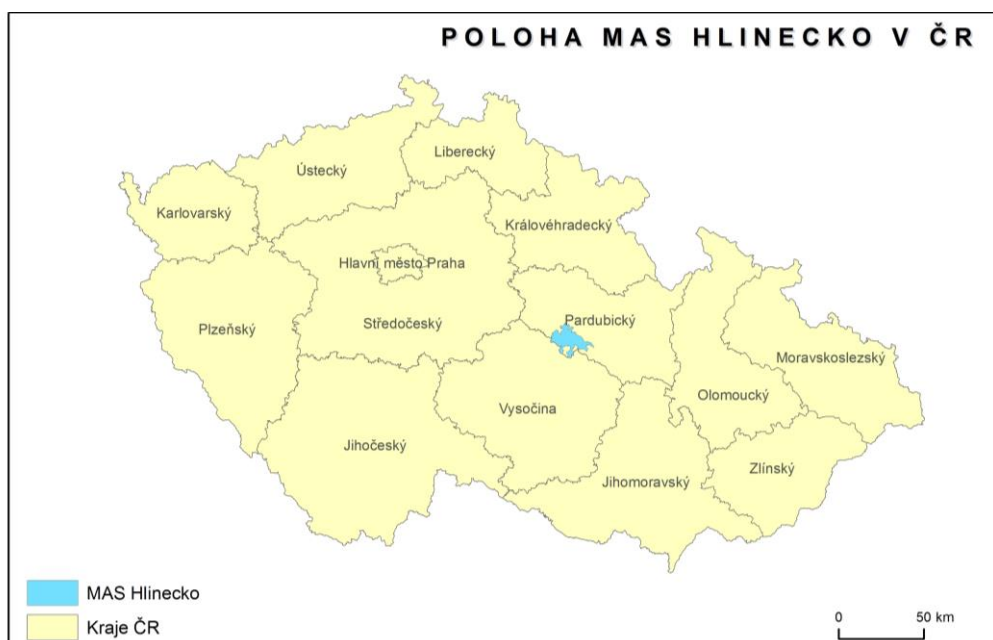 POLOHA MAS HLINECKO V ČR
Liberecký
Ústecký
Karlovarský
Královéhradecký
Hlavní město Praha
Pardubický
Středočeský
Plzeňský
Moravskoslezský
Olomoucký
Vysočina
Jihočeský
Zlínský
Jihomoravský
MAS Hlinecko
Kraje ČR
0 50 km